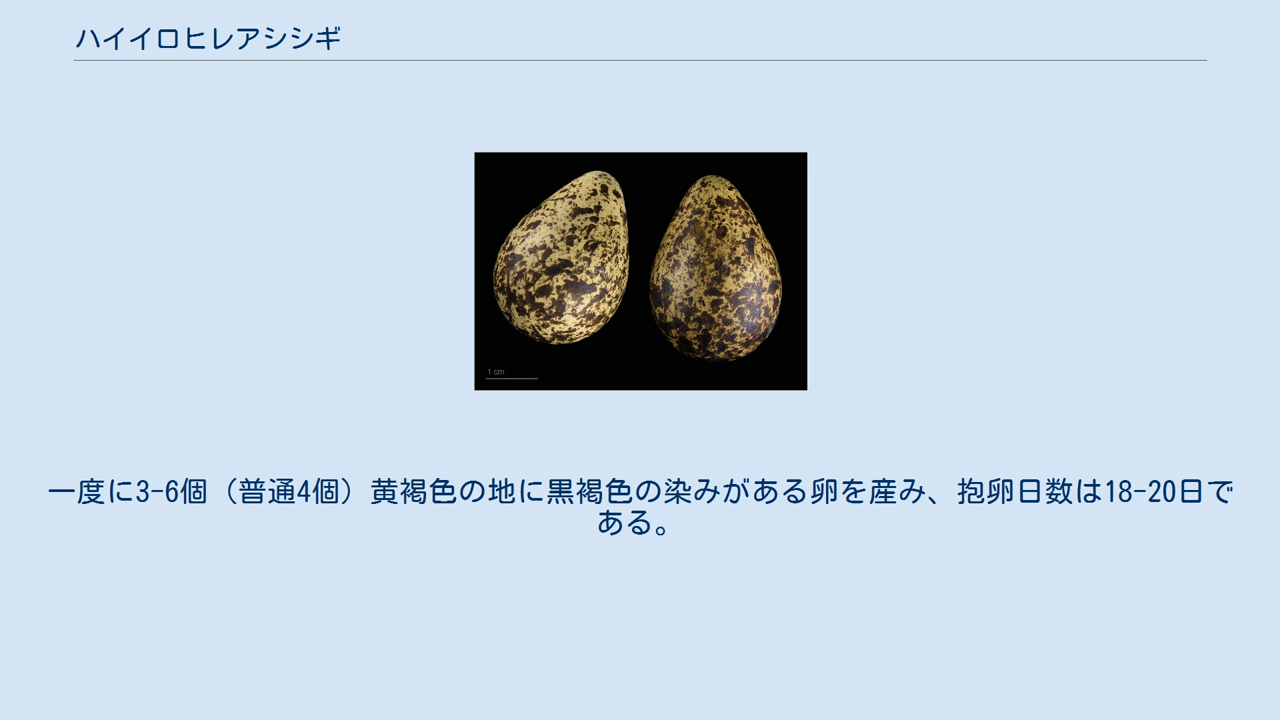 ハイイロヒレアシシギ
1 cm
一度に3-6個（普通4個）黄褐色の地に黒褐色の染みがある卵を産み、抱卵日数は18-20日で
ある。